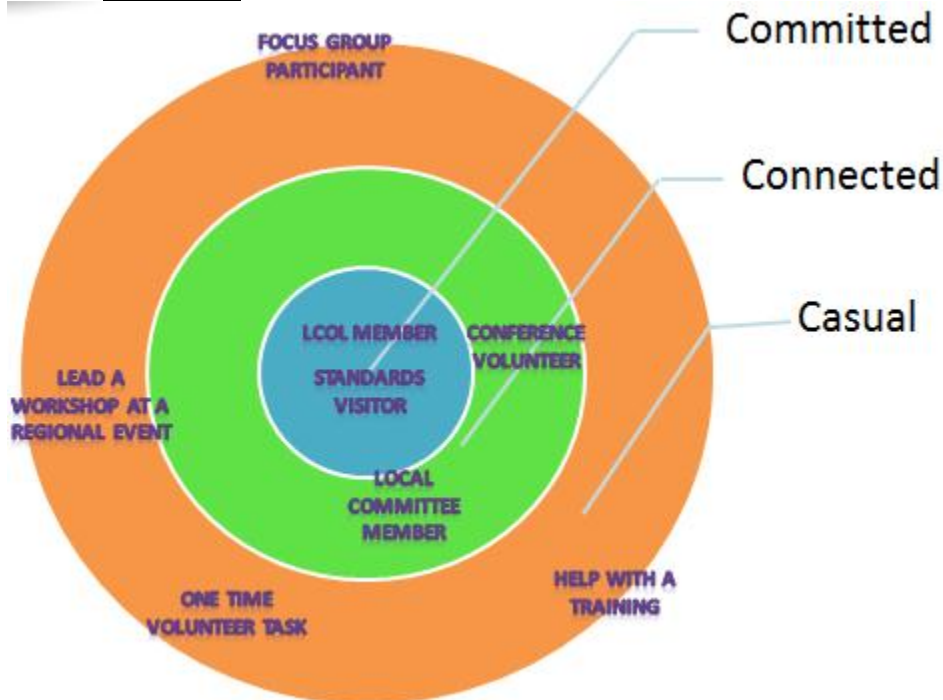 Committed
FOCUS GROUP
PARTICIPANT
Connected
Casual
LCOL MEMBER
STANDARDS
VISITOR
CONFERENCE
VOLUNTEER
LEAD A
WORKSHOP AT A
REGIONAL EVENT
LOCAL
COMMITTEE
MEMBER
HELP WITH A
TRAINING
ONE TIME
VOLUNTEER TASK